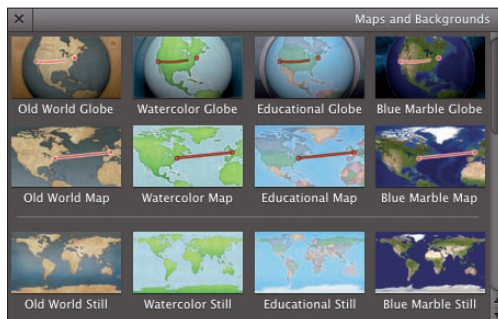 Maps and Backgrounds
Old World Globe Watercolor Globe Educational Globe Blue Marble Globe
Old World Map Watercolor Map Educational Map Blue Marble Map
Old World Still Watercolor Still Educational Still Blue Marble Still